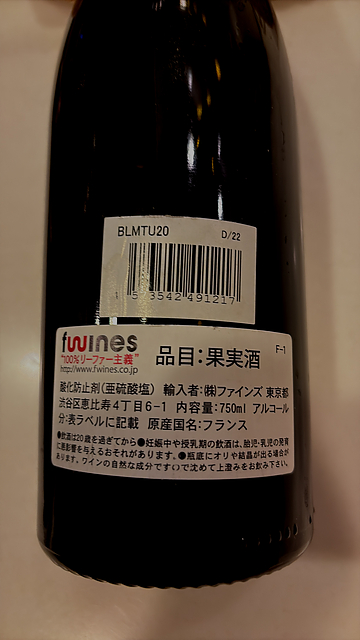 BLMTU20 D/22
573542 491217
fwines
"100%リーファー主義"
http://www.fwines.co.jp
品目:果実酒 F-1
酸化防止剤(亜硫酸塩) 輸入者:㈱ファインズ 東京都
渋谷区恵比寿4丁目6-1 内容量:750ml アルコール
分:表ラベルに記載 原産国名:フランス
●飲酒は20歳を過ぎてから●妊娠中や授乳期の飲酒は、胎児・乳児の発育
に悪影響を与えるおそれがあります。●瓶底にオリや結晶が出る場合が
あります。ワインの自然な成分ですので沈めて上澄みをお飲み下さい。